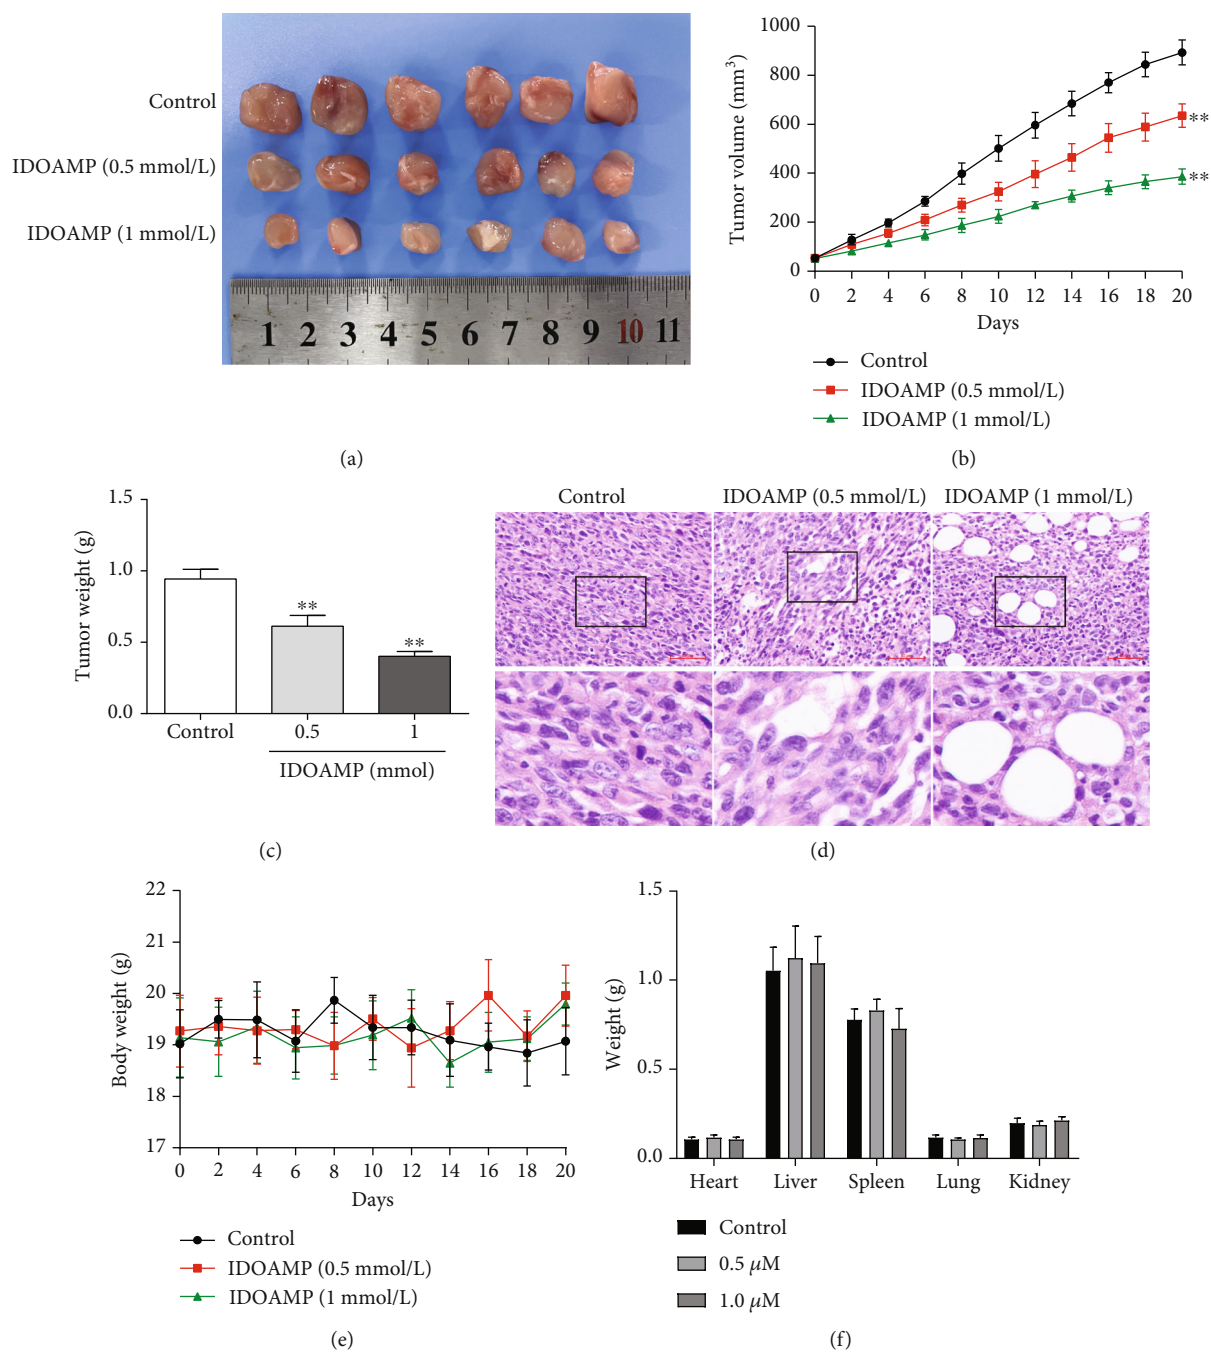 Control
IDOAMP (0.5 mmol/L)
IDOAMP (1 mmol/L)
1 2 3 4 5 6 7 8 9 10 11
(a)
Tumor volume (mm³)
1000
800
600
400
200
0
0 2 4 6 8 10 12 14 16 18 20
Days
**
**
Control
IDOAMP (0.5 mmol/L)
IDOAMP (1 mmol/L)
(b)
Tumor weight (g)
1.5
1.0
0.5
0.0
**
**
Control 0.5 1
IDOAMP (mmol)
(c)
Control IDOAMP (0.5 mmol/L) IDOAMP (1 mmol/L)
(d)
Body weight (g)
22
21
20
19
18
17
0 2 4 6 8 10 12 14 16 18 20
Days
Control
IDOAMP (0.5 mmol/L)
IDOAMP (1 mmol/L)
(e)
Weight (g)
1.5
1.0
0.5
0.0
Heart Liver Spleen Lung Kidney
Control
0.5 μM
1.0 μM
(f)